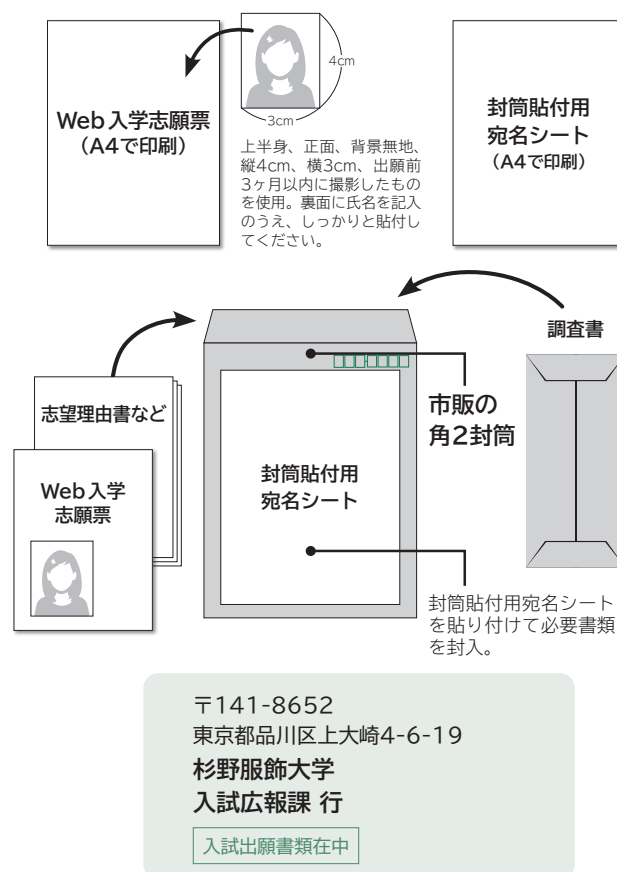 Web入学志願票
（A4で印刷）
4cm
3cm
上半身、正面、背景無地、
縦4cm、横3cm、出願前
3ヶ月以内に撮影したもの
を使用。裏面に氏名を記入
のうえ、しっかりと貼付し
てください。
封筒貼付用
宛名シート
（A4で印刷）
調査書
志望理由書など
市販の
角2封筒
Web入学
志願票
封筒貼付用
宛名シート
封筒貼付用宛名シート
を貼り付けて必要書類
を封入。
〒141-8652
東京都品川区上大崎4-6-19
杉野服飾大学
入試広報課 行
入試出願書類在中